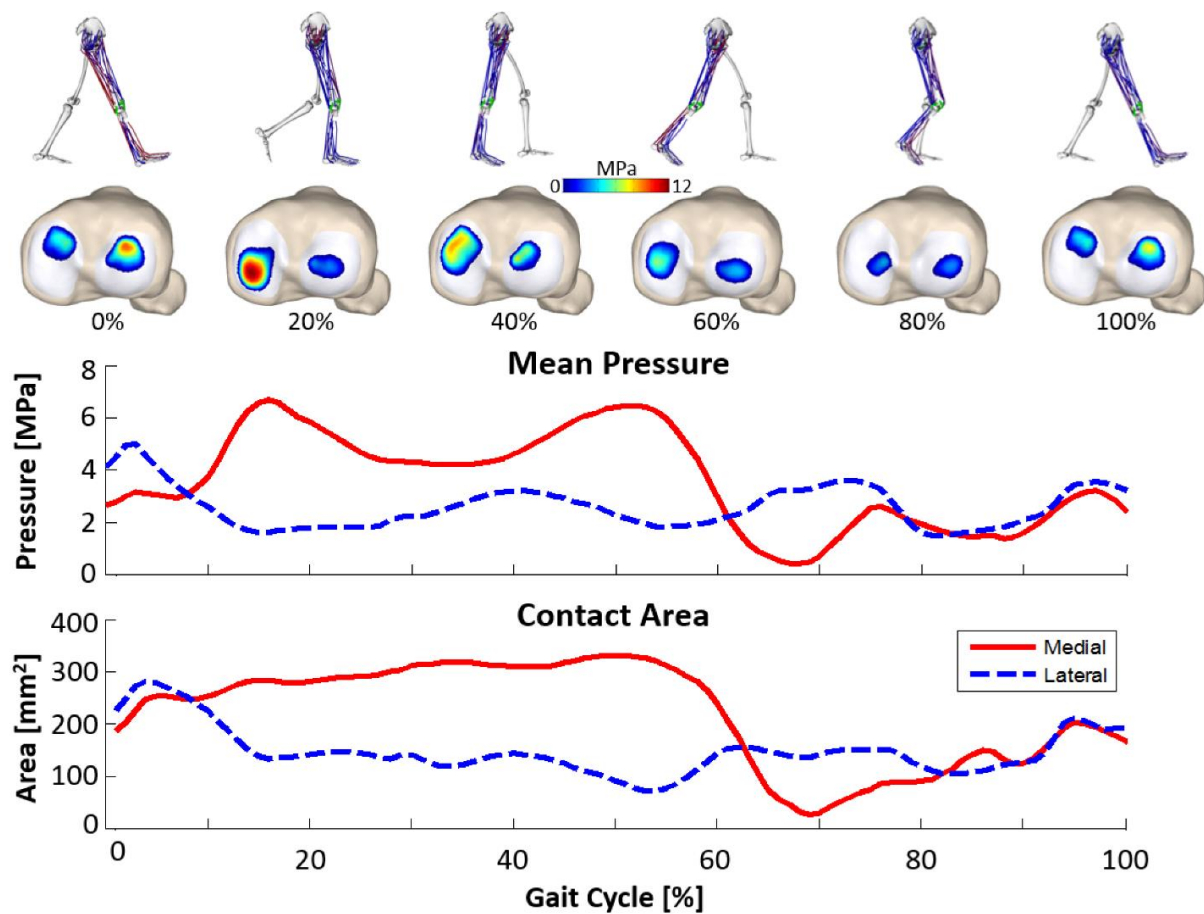 MPa
0 12
0% 20% 40% 60% 80% 100%
Mean Pressure
Pressure [MPa]
8
6
4
2
0
Contact Area
Area [mm²]
400
300
200
100
0
Medial
Lateral
0 20 40 60 80 100
Gait Cycle [%]